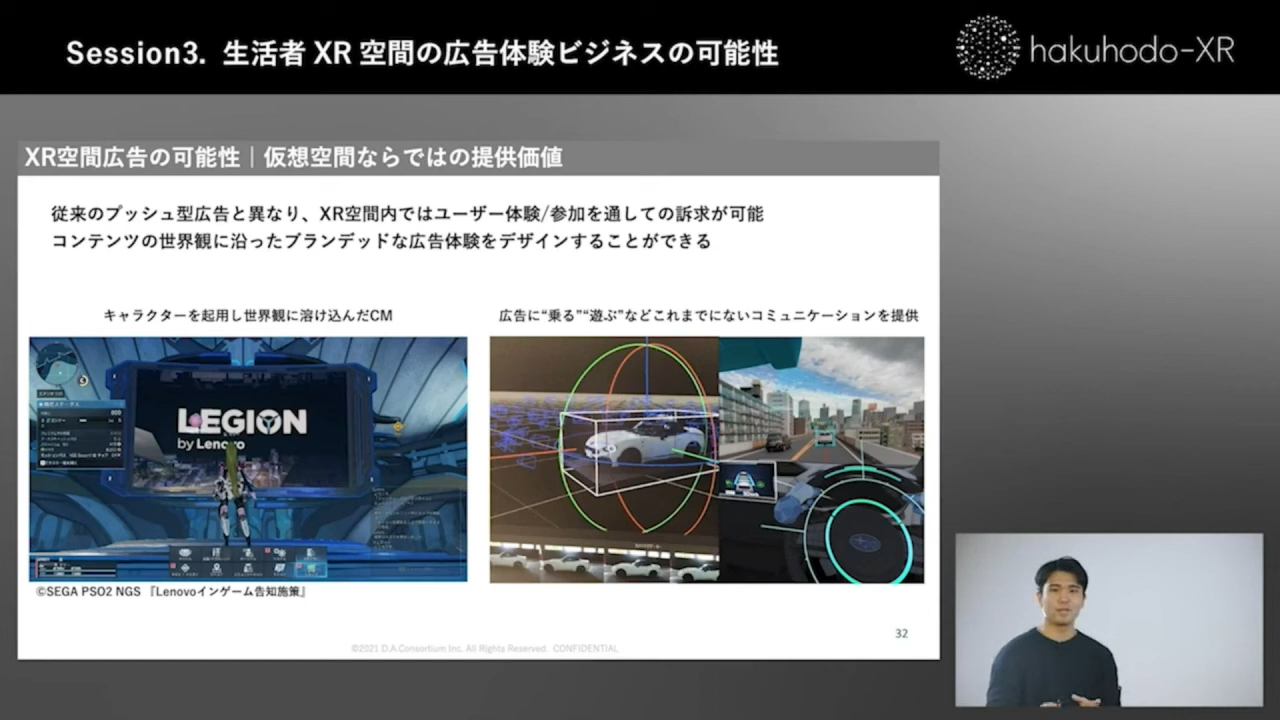 Session3. 生活者 XR 空間の広告体験ビジネスの可能性
hakuhodo-XR
XR空間広告の可能性｜仮想空間ならではの提供価値
従来のプッシュ型広告と異なり、XR空間内ではユーザー体験/参加を通しての訴求が可能
コンテンツの世界観に沿ったブランデッドな広告体験をデザインすることができる
キャラクターを起用し世界観に溶け込んだCM
広告に“乗る”“遊ぶ”などこれまでにないコミュニケーションを提供
LEGION
by Lenovo
©SEGA PSO2 NGS 『Lenovoインゲーム告知施策』
32
©2021 D.A.Consortium Inc. All Rights Reserved. CONFIDENTIAL